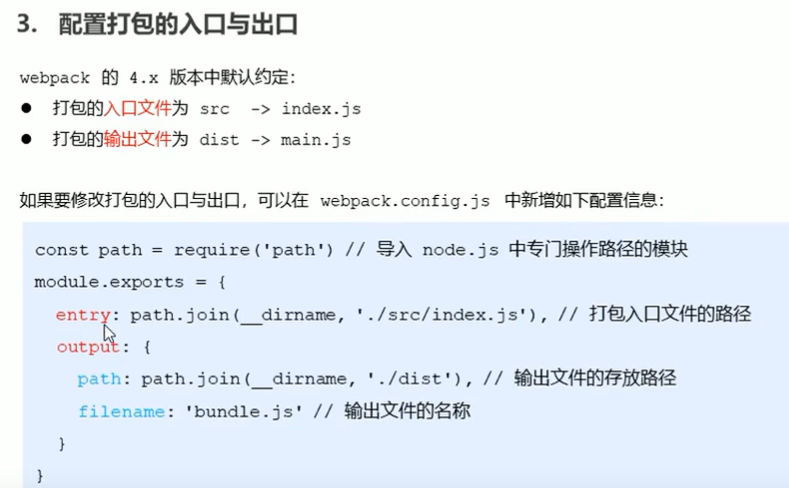 3. 配置打包的入口与出口
webpack 的 4.x 版本中默认约定：
● 打包的入口文件为 src -> index.js
● 打包的输出文件为 dist -> main.js
如果要修改打包的入口与出口，可以在 webpack.config.js 中新增如下配置信息：
const path = require('path') // 导入 node.js 中专门操作路径的模块
module.exports = {
entry: path.join(__dirname, './src/index.js'), // 打包入口文件的路径
output: {
path: path.join(__dirname, './dist'), // 输出文件的存放路径
filename: 'bundle.js' // 输出文件的名称
}
}